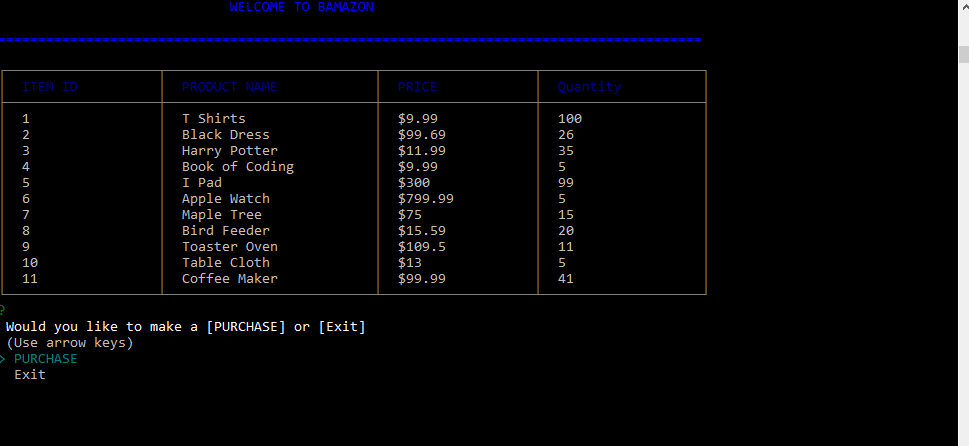 WELCOME TO BAMAZON
ITEM ID PRODUCT NAME PRICE Quantity
1 T Shirts $9.99 100
2 Black Dress $99.69 26
3 Harry Potter $11.99 35
4 Book of Coding $9.99 5
5 I Pad $300 99
6 Apple Watch $799.99 5
7 Maple Tree $75 15
8 Bird Feeder $15.59 20
9 Toaster Oven $109.5 11
10 Table Cloth $13 5
11 Coffee Maker $99.99 41
?
Would you like to make a [PURCHASE] or [Exit]
(Use arrow keys)
> PURCHASE
Exit